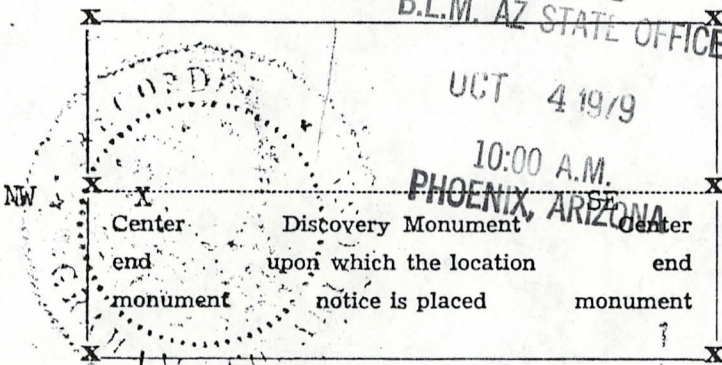 X X
B.L.M. AZ STATE OFFICE
OCT 4 1979
10:00 A.M.
PHOENIX, ARIZONA
NW X X SE X
Center Discovery Monument Center
end upon which the location end
monument notice is placed monument
X X